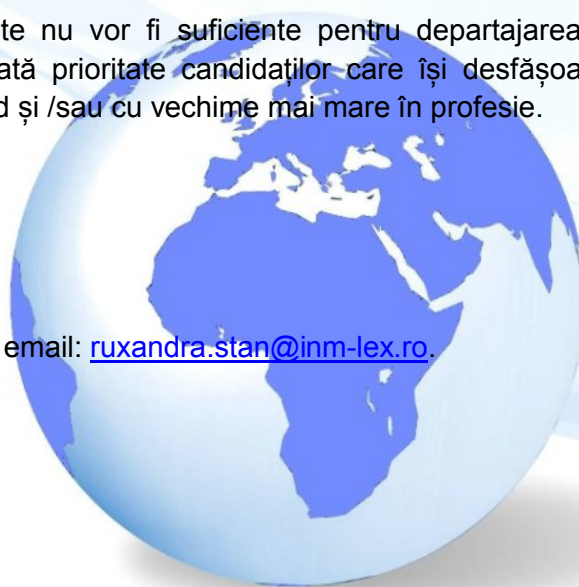 te nu vor fi suficiente pentru departajarea
ată prioritate candidaților care își desfășoa
d și /sau cu vechime mai mare în profesie.
email: ruxandra.stan@inm-lex.ro.